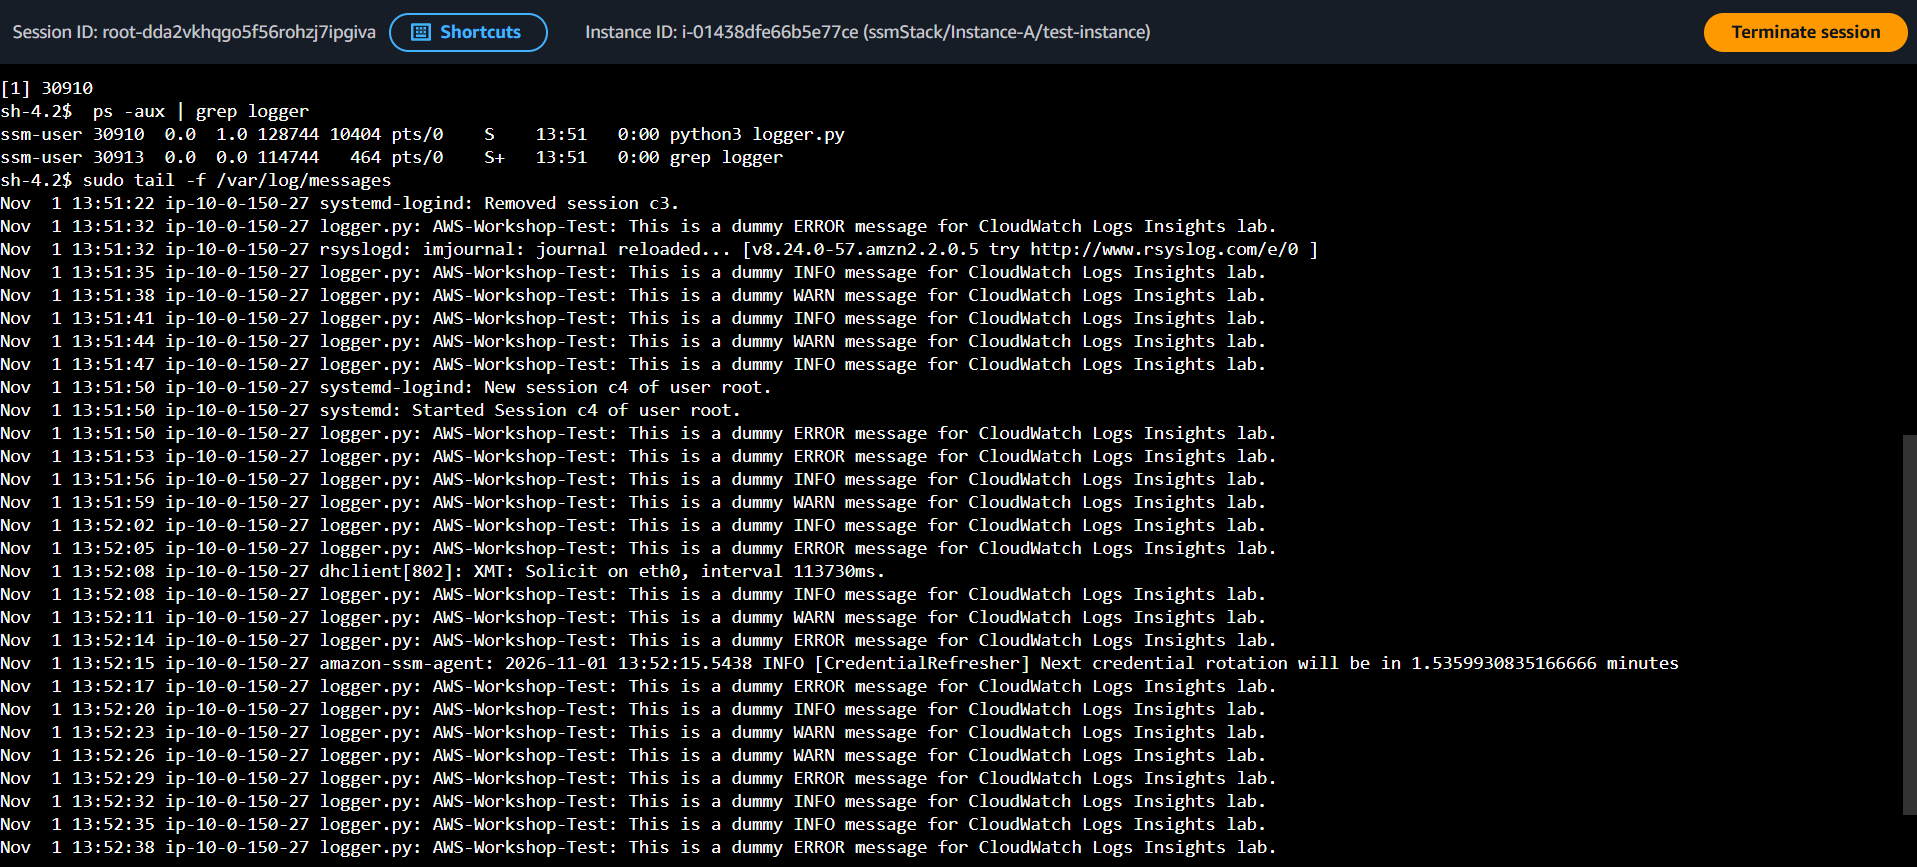 Session ID: root-dda2vkhqgo5f56rohzj7ipgiva Shortcuts Instance ID: i-01438dfe66b5e77ce (ssmStack/Instance-A/test-instance) Terminate session
[1] 30910
sh-4.2$  ps -aux | grep logger
ssm-user 30910  0.0  1.0 128744 10404 pts/0    S    13:51   0:00 python3 logger.py
ssm-user 30913  0.0  0.0 114744   464 pts/0    S+   13:51   0:00 grep logger
sh-4.2$ sudo tail -f /var/log/messages
Nov  1 13:51:22 ip-10-0-150-27 systemd-logind: Removed session c3.
Nov  1 13:51:32 ip-10-0-150-27 logger.py: AWS-Workshop-Test: This is a dummy ERROR message for CloudWatch Logs Insights lab.
Nov  1 13:51:32 ip-10-0-150-27 rsyslogd: imjournal: journal reloaded... [v8.24.0-57.amzn2.2.0.5 try http://www.rsyslog.com/e/0 ]
Nov  1 13:51:35 ip-10-0-150-27 logger.py: AWS-Workshop-Test: This is a dummy INFO message for CloudWatch Logs Insights lab.
Nov  1 13:51:38 ip-10-0-150-27 logger.py: AWS-Workshop-Test: This is a dummy WARN message for CloudWatch Logs Insights lab.
Nov  1 13:51:41 ip-10-0-150-27 logger.py: AWS-Workshop-Test: This is a dummy INFO message for CloudWatch Logs Insights lab.
Nov  1 13:51:44 ip-10-0-150-27 logger.py: AWS-Workshop-Test: This is a dummy WARN message for CloudWatch Logs Insights lab.
Nov  1 13:51:47 ip-10-0-150-27 logger.py: AWS-Workshop-Test: This is a dummy INFO message for CloudWatch Logs Insights lab.
Nov  1 13:51:50 ip-10-0-150-27 systemd-logind: New session c4 of user root.
Nov  1 13:51:50 ip-10-0-150-27 systemd: Started Session c4 of user root.
Nov  1 13:51:50 ip-10-0-150-27 logger.py: AWS-Workshop-Test: This is a dummy ERROR message for CloudWatch Logs Insights lab.
Nov  1 13:51:53 ip-10-0-150-27 logger.py: AWS-Workshop-Test: This is a dummy ERROR message for CloudWatch Logs Insights lab.
Nov  1 13:51:56 ip-10-0-150-27 logger.py: AWS-Workshop-Test: This is a dummy INFO message for CloudWatch Logs Insights lab.
Nov  1 13:51:59 ip-10-0-150-27 logger.py: AWS-Workshop-Test: This is a dummy WARN message for CloudWatch Logs Insights lab.
Nov  1 13:52:02 ip-10-0-150-27 logger.py: AWS-Workshop-Test: This is a dummy INFO message for CloudWatch Logs Insights lab.
Nov  1 13:52:05 ip-10-0-150-27 logger.py: AWS-Workshop-Test: This is a dummy ERROR message for CloudWatch Logs Insights lab.
Nov  1 13:52:08 ip-10-0-150-27 dhclient[802]: XMT: Solicit on eth0, interval 113730ms.
Nov  1 13:52:08 ip-10-0-150-27 logger.py: AWS-Workshop-Test: This is a dummy INFO message for CloudWatch Logs Insights lab.
Nov  1 13:52:11 ip-10-0-150-27 logger.py: AWS-Workshop-Test: This is a dummy WARN message for CloudWatch Logs Insights lab.
Nov  1 13:52:14 ip-10-0-150-27 logger.py: AWS-Workshop-Test: This is a dummy ERROR message for CloudWatch Logs Insights lab.
Nov  1 13:52:15 ip-10-0-150-27 amazon-ssm-agent: 2026-11-01 13:52:15.5438 INFO [CredentialRefresher] Next credential rotation will be in 1.5359930835166666 minutes
Nov  1 13:52:17 ip-10-0-150-27 logger.py: AWS-Workshop-Test: This is a dummy ERROR message for CloudWatch Logs Insights lab.
Nov  1 13:52:20 ip-10-0-150-27 logger.py: AWS-Workshop-Test: This is a dummy INFO message for CloudWatch Logs Insights lab.
Nov  1 13:52:23 ip-10-0-150-27 logger.py: AWS-Workshop-Test: This is a dummy WARN message for CloudWatch Logs Insights lab.
Nov  1 13:52:26 ip-10-0-150-27 logger.py: AWS-Workshop-Test: This is a dummy WARN message for CloudWatch Logs Insights lab.
Nov  1 13:52:29 ip-10-0-150-27 logger.py: AWS-Workshop-Test: This is a dummy ERROR message for CloudWatch Logs Insights lab.
Nov  1 13:52:32 ip-10-0-150-27 logger.py: AWS-Workshop-Test: This is a dummy INFO message for CloudWatch Logs Insights lab.
Nov  1 13:52:35 ip-10-0-150-27 logger.py: AWS-Workshop-Test: This is a dummy INFO message for CloudWatch Logs Insights lab.
Nov  1 13:52:38 ip-10-0-150-27 logger.py: AWS-Workshop-Test: This is a dummy ERROR message for CloudWatch Logs Insights lab.